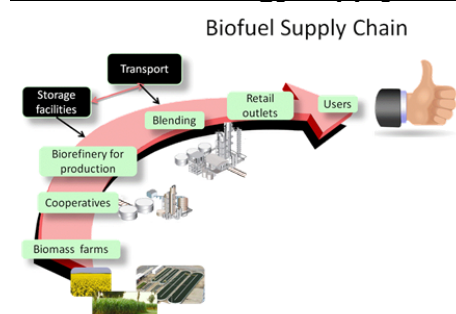 Biofuel Supply Chain
Transport
Storage
facilities
Retail
outlets
Users
Blending
Biorefinery for
production
Cooperatives
Biomass farms